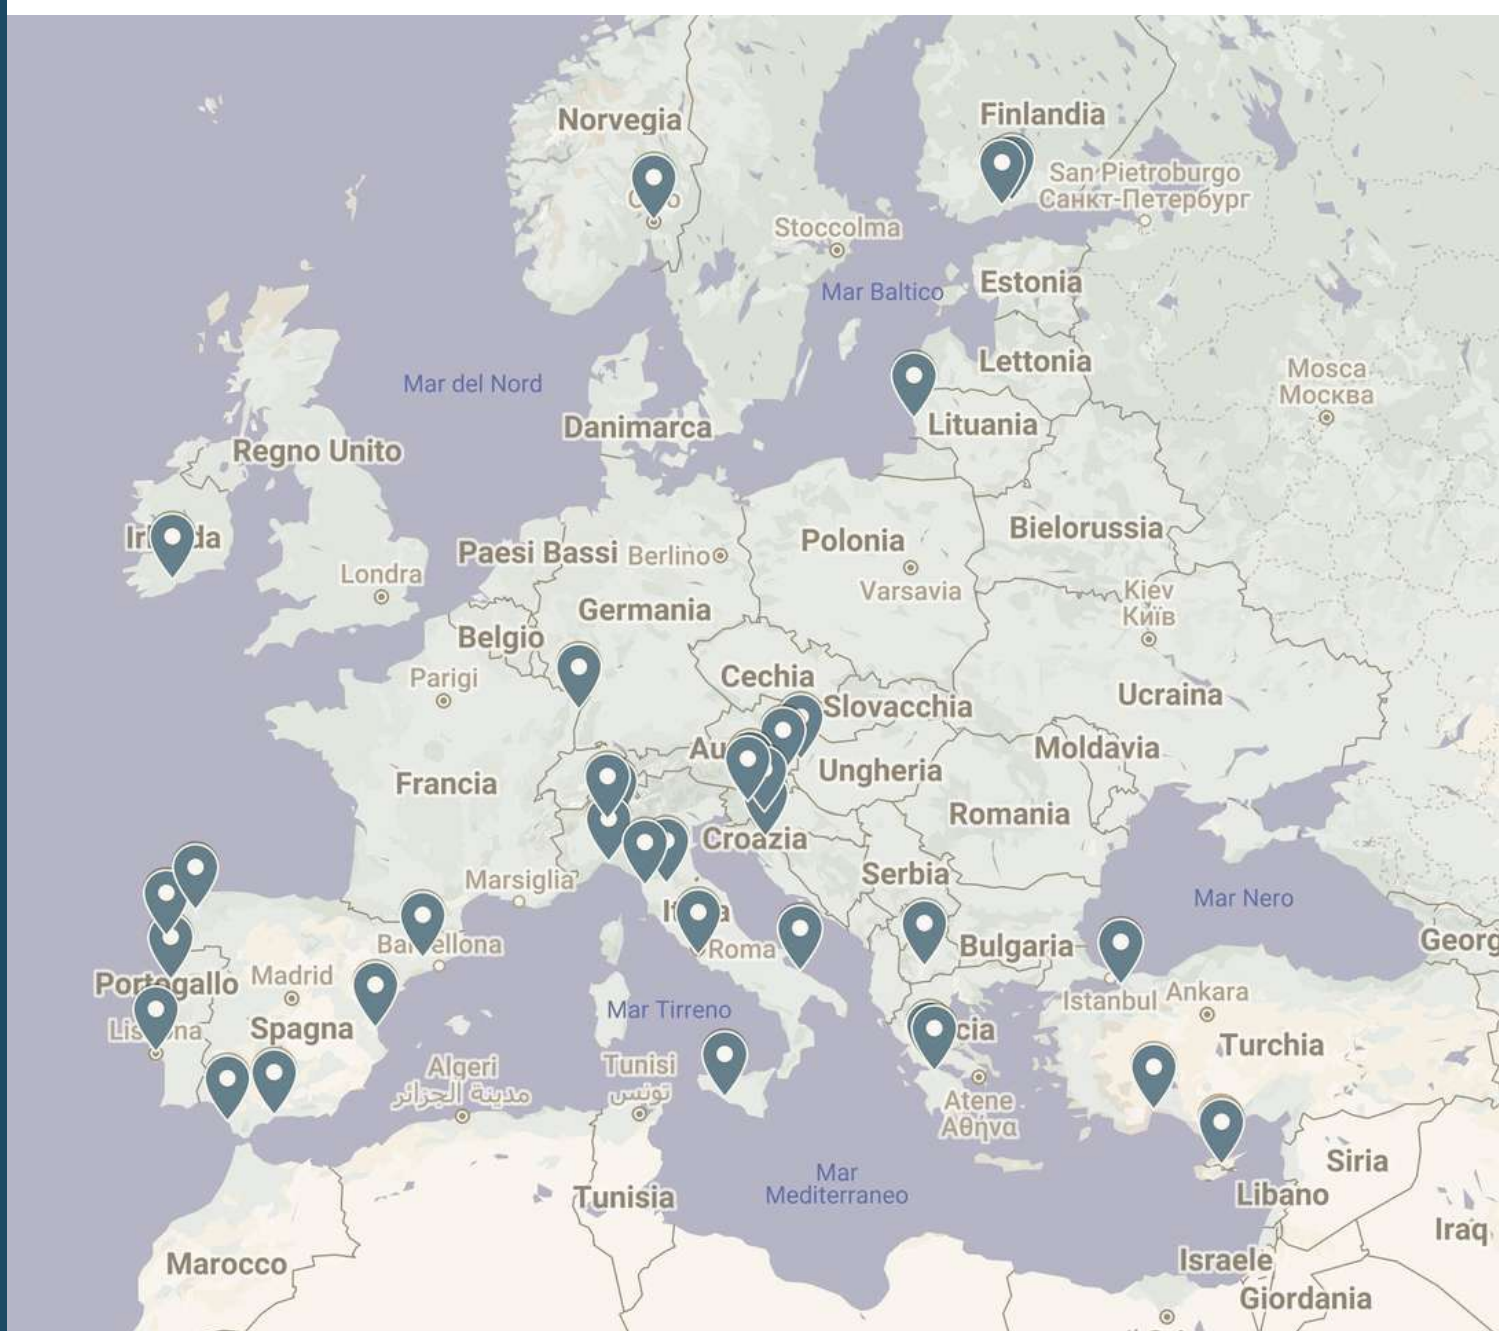 Norvegia
Finlandia
San Pietroburgo
Санкт-Петербург
Stoccolma
Mar Baltico
Estonia
Lettonia
Mosca
Москва
Mar del Nord
Danimarca
Lituania
Regno Unito
Bielorussia
Polonia
Paesi Bassi
Berlino
Londra
Varsavia
Kiev
Київ
Germania
Belgio
Parigi
Cechia
Slovacchia
Ucraina
Moldavia
Ungheria
Francia
Romania
Croazia
Serbia
Marsiglia
Mar Nero
Roma
Bulgaria
Georg
Portogallo
Madrid
Istanbul
Ankara
Mar Tirreno
Spagna
Turchia
Algeri
مدينة الجزائر
Tunisi
تونس
Atene
Αθήνα
Siria
Mar
Mediterraneo
Tunisia
Libano
Iraq
Marocco
Israele
Giordania